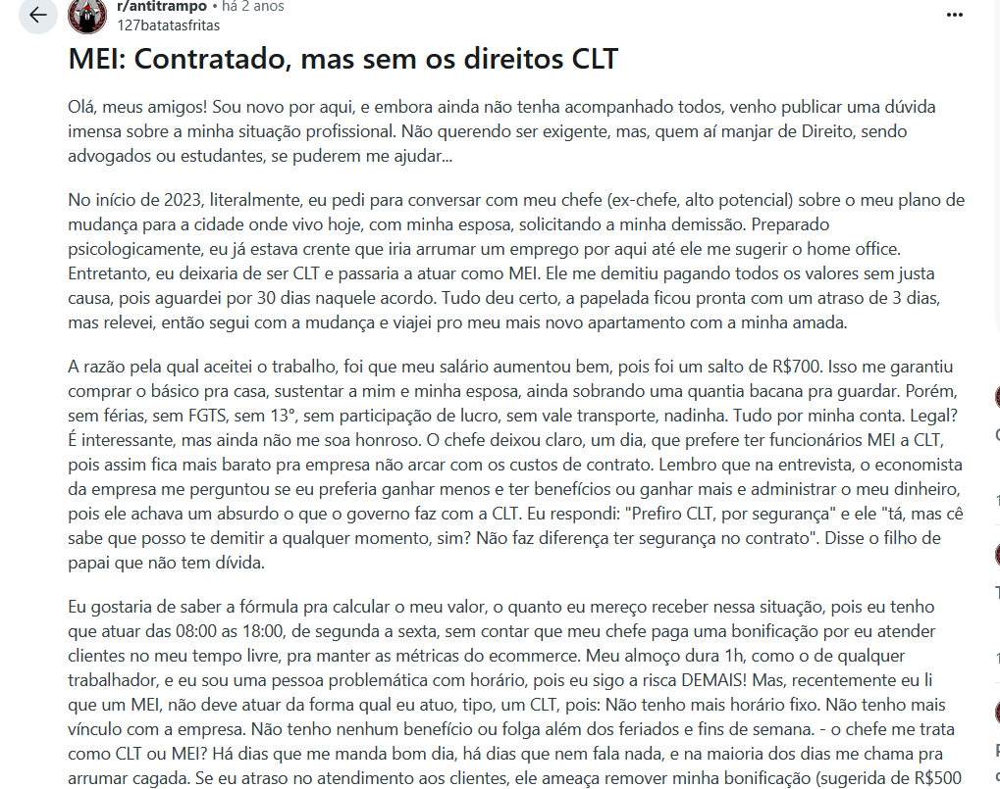 r/antitrampo • há 2 anos
127batatasfritas
MEI: Contratado, mas sem os direitos CLT
Olá, meus amigos! Sou novo por aqui, e embora ainda não tenha acompanhado todos, venho publicar uma dúvida
imensa sobre a minha situação profissional. Não querendo ser exigente, mas, quem aí manjar de Direito, sendo
advogados ou estudantes, se puderem me ajudar...
No início de 2023, literalmente, eu pedi para conversar com meu chefe (ex-chefe, alto potencial) sobre o meu plano de
mudança para a cidade onde vivo hoje, com minha esposa, solicitando a minha demissão. Preparado
psicologicamente, eu já estava crente que iria arrumar um emprego por aqui até ele me sugerir o home office.
Entretanto, eu deixaria de ser CLT e passaria a atuar como MEI. Ele me demitiu pagando todos os valores sem justa
causa, pois aguardei por 30 dias naquele acordo. Tudo deu certo, a papelada ficou pronta com um atraso de 3 dias,
mas relevei, então segui com a mudança e viajei pro meu mais novo apartamento com a minha amada.
A razão pela qual aceitei o trabalho, foi que meu salário aumentou bem, pois foi um salto de R$700. Isso me garantiu
comprar o básico pra casa, sustentar a mim e minha esposa, ainda sobrando uma quantia bacana pra guardar. Porém,
sem férias, sem FGTS, sem 13°, sem participação de lucro, sem vale transporte, nadinha. Tudo por minha conta. Legal?
É interessante, mas ainda não me soa honroso. O chefe deixou claro, um dia, que prefere ter funcionários MEI a CLT,
pois assim fica mais barato pra empresa não arcar com os custos de contrato. Lembro que na entrevista, o economista
da empresa me perguntou se eu preferia ganhar menos e ter benefícios ou ganhar mais e administrar o meu dinheiro,
pois ele achava um absurdo o que o governo faz com a CLT. Eu respondi: "Prefiro CLT, por segurança" e ele "tá, mas cê
sabe que posso te demitir a qualquer momento, sim? Não faz diferença ter segurança no contrato". Disse o filho de
papai que não tem dívida.
Eu gostaria de saber a fórmula pra calcular o meu valor, o quanto eu mereço receber nessa situação, pois eu tenho
que atuar das 08:00 as 18:00, de segunda a sexta, sem contar que meu chefe paga uma bonificação por eu atender
clientes no meu tempo livre, pra manter as métricas do ecommerce. Meu almoço dura 1h, como o de qualquer
trabalhador, e eu sou uma pessoa problemática com horário, pois eu sigo a risca DEMAIS! Mas, recentemente eu li
que um MEI, não deve atuar da forma qual eu atuo, tipo, um CLT, pois: Não tenho mais horário fixo. Não tenho mais
vínculo com a empresa. Não tenho nenhum benefício ou folga além dos feriados e fins de semana. - o chefe me trata
como CLT ou MEI? Há dias que me manda bom dia, há dias que nem fala nada, e na maioria dos dias me chama pra
arrumar cagada. Se eu atraso no atendimento aos clientes, ele ameaça remover minha bonificação (sugerida de R$500